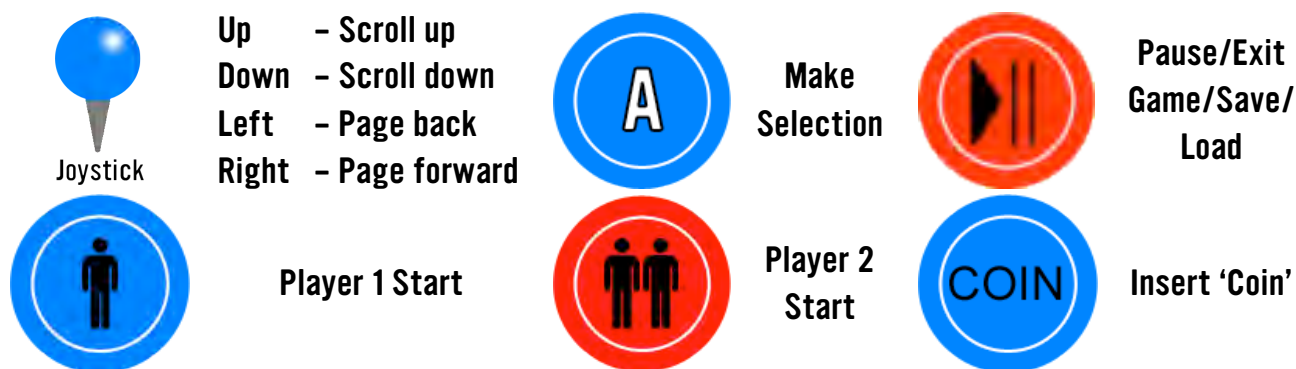 Joystick
Up – Scroll up
Down – Scroll down
Left – Page back
Right – Page forward
A
Make
Selection
Pause/Exit
Game/Save/
Load
Player 1 Start
Player 2
Start
COIN
Insert ‘Coin’